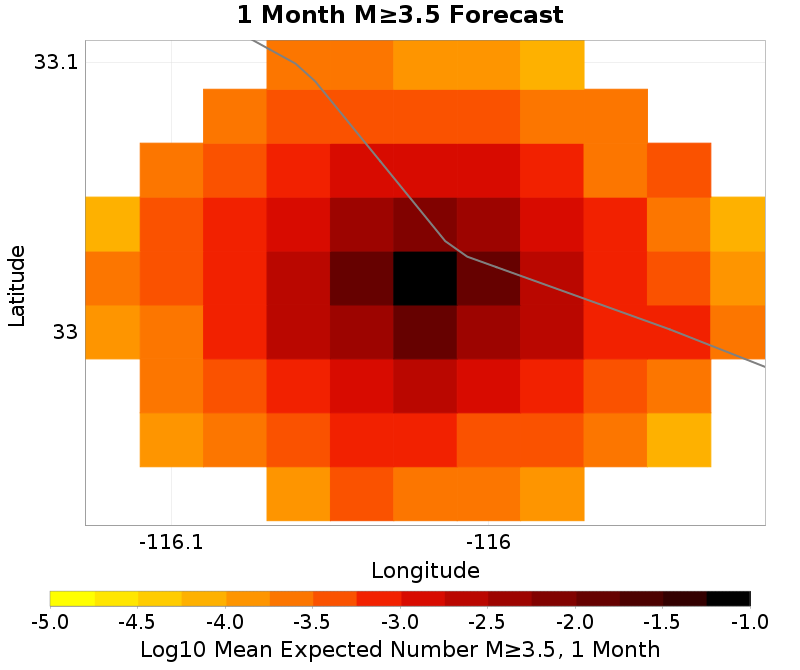 1 Month M≥3.5 Forecast
33.1
33
Latitude
-116.1 -116
Longitude
-5.0 -4.5 -4.0 -3.5 -3.0 -2.5 -2.0 -1.5 -1.0
Log10 Mean Expected Number M≥3.5, 1 Month